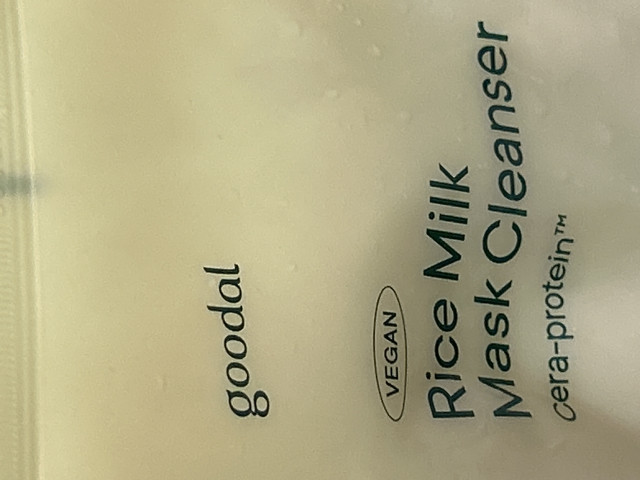 goodal
VEGAN
Rice Milk
Mask Cleanser
cera-protein™